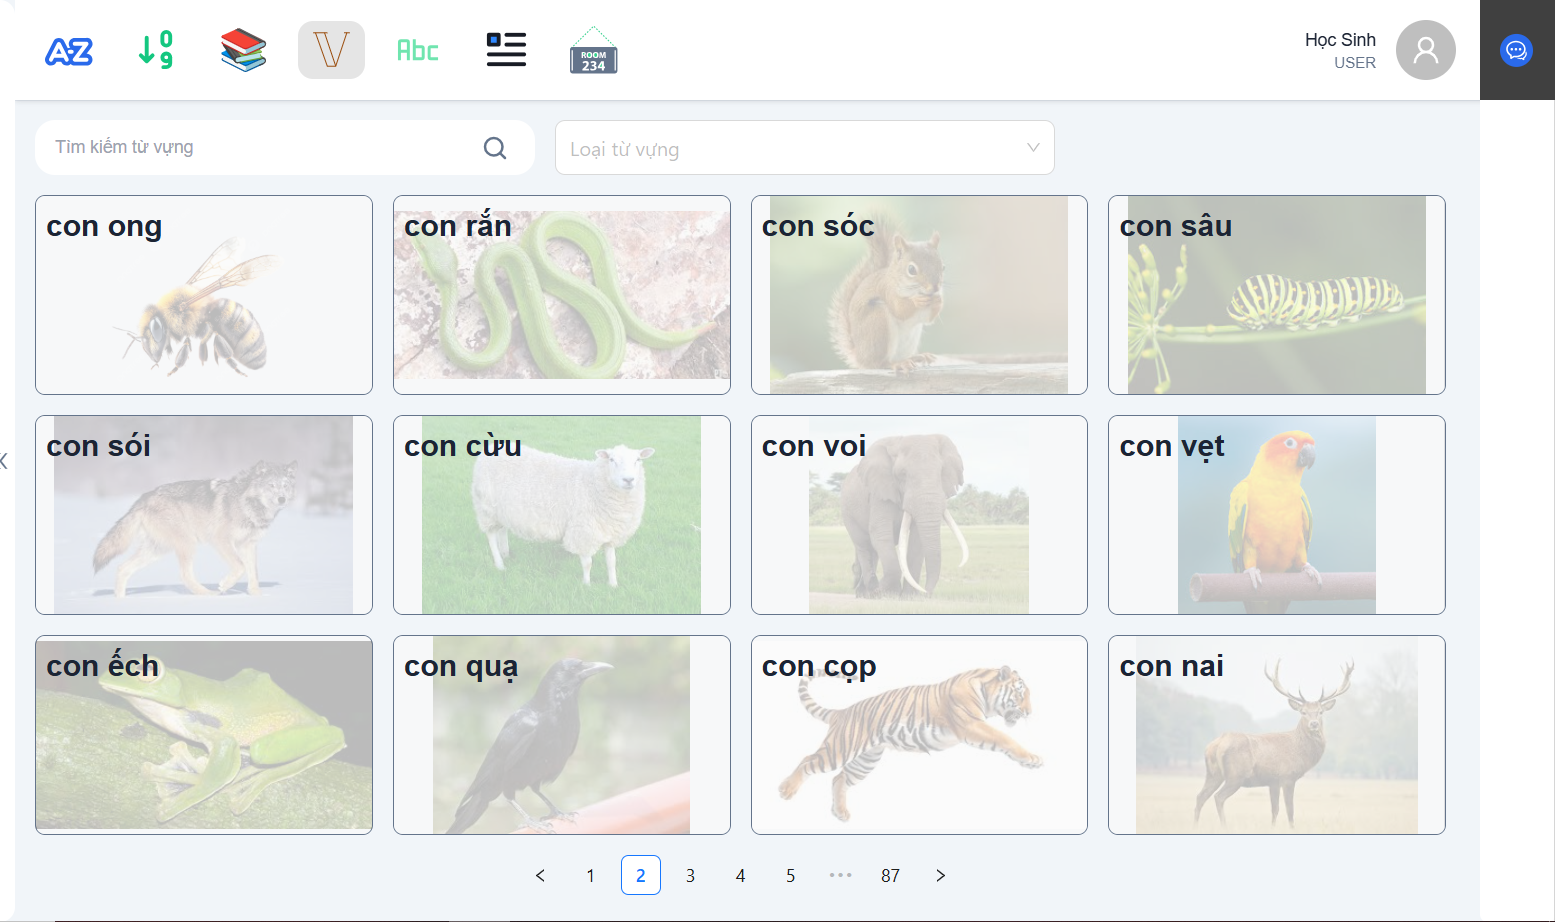 A-Z
0
9
V
Abc
ROOM
234
Học Sinh
USER
Tìm kiếm từ vựng
Loại từ vựng
con ong
con rắn
con sóc
con sâu
con sói
con cừu
con voi
con vẹt
con ếch
con quạ
con cọp
con nai
< 1 2 3 4 5 ••• 87 >